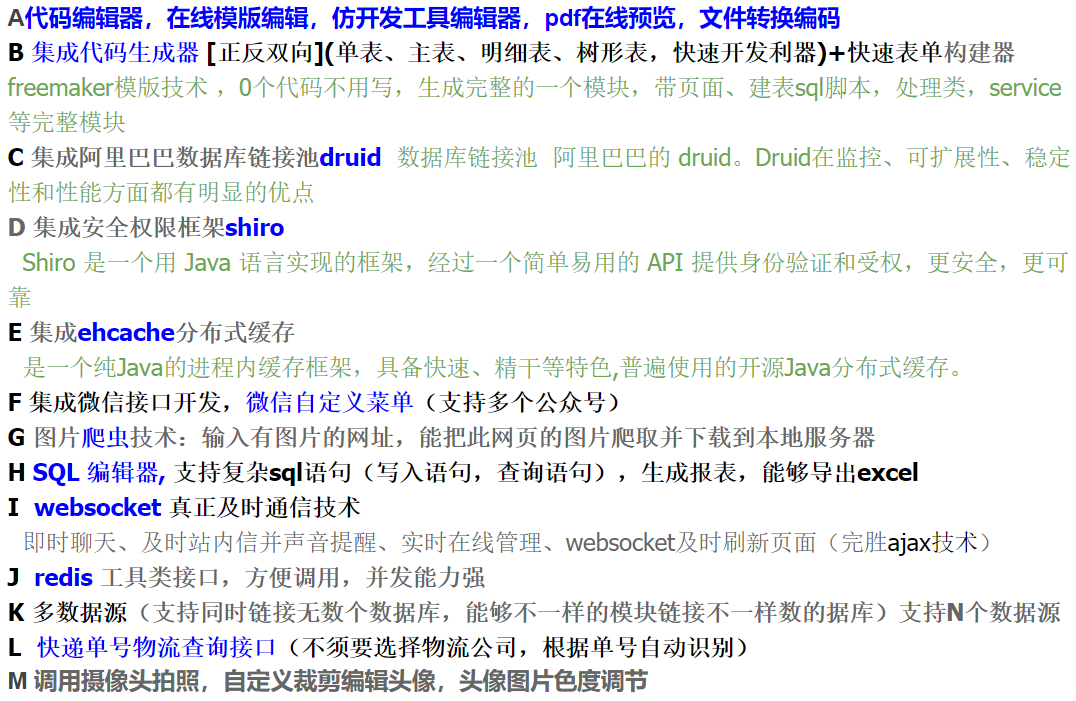 A代码编辑器，在线模版编辑，仿开发工具编辑器，pdf在线预览，文件转换编码
B 集成代码生成器 [正反双向](单表、主表、明细表、树形表，快速开发利器)+快速表单构建器
freemaker模版技术 ，0个代码不用写，生成完整的一个模块，带页面、建表sql脚本，处理类，service
等完整模块
C 集成阿里巴巴数据库链接池druid 数据库链接池 阿里巴巴的 druid。Druid在监控、可扩展性、稳定
性和性能方面都有明显的优点
D 集成安全权限框架shiro
Shiro 是一个用 Java 语言实现的框架，经过一个简单易用的 API 提供身份验证和受权，更安全，更可
靠
E 集成ehcache分布式缓存
是一个纯Java的进程内缓存框架，具备快速、精干等特色,普遍使用的开源Java分布式缓存。
F 集成微信接口开发，微信自定义菜单（支持多个公众号）
G 图片爬虫技术：输入有图片的网址，能把此网页的图片爬取并下载到本地服务器
H SQL 编辑器, 支持复杂sql语句（写入语句，查询语句），生成报表，能够导出excel
I websocket 真正及时通信技术
即时聊天、及时站内信并声音提醒、实时在线管理、websocket及时刷新页面（完胜ajax技术）
J redis 工具类接口，方便调用，并发能力强
K 多数据源（支持同时链接无数个数据库，能够不一样的模块链接不一样数的据库）支持N个数据源
L 快递单号物流查询接口（不须要选择物流公司，根据单号自动识别）
M 调用摄像头拍照，自定义裁剪编辑头像，头像图片色度调节